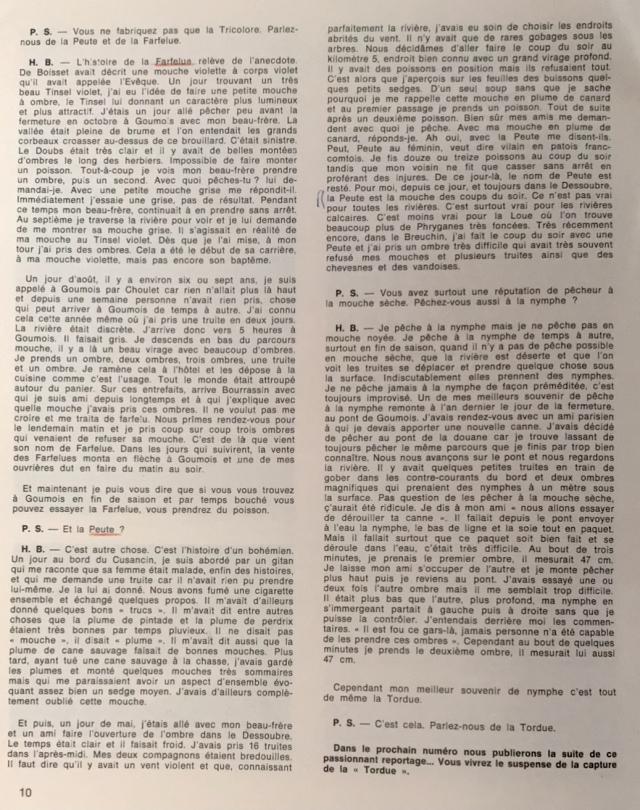 P. S. — Vous ne fabriquez pas que la Tricolore. Parlez-
nous de la Peute et de la Farfelue.
H. B. — L'histoire de la Farfelue relève de l'anecdote.
De Boisset avait décrit une mouche violette à corps violet
qu'il avait appelée l'Evêque. Un jour trouvant un très
beau Tinsel violet, j'ai eu l'idée de faire une petite mouche
à ombre, le Tinsel lui donnant un caractère plus lumineux
et plus attractif. J'étais un jour allé pêcher peu avant la
fermeture en octobre à Goumois avec mon beau-frère. La
vallée était pleine de brume et l'on entendait les grands
corbeaux croasser au-dessus de ce brouillard. C'était sinistre.
Le Doubs était très clair et il y avait de belles montées
d'ombres le long des herbiers. Impossible de faire monter
un poisson. Tout-à-coup je vois mon beau-frère prendre
un ombre, puis un second. Avec quoi pêches-tu ? lui de-
mandai-je. Avec une petite mouche grise me répondit-il.
Immédiatement j'essaie une grise, pas de résultat. Pendant
ce temps mon beau-frère, continuait à en prendre sans arrêt.
Au septième je traverse la rivière pour voir et je lui demande
de me montrer sa mouche grise. Il s'agissait en réalité de
ma mouche au Tinsel violet. Dès que je l'ai mise, à mon
tour j'ai pris des ombres. Cela a été le début de sa carrière,
à ma mouche violette, mais pas encore son baptême.
Un jour d'août, il y a environ six ou sept ans, je suis
appelé à Goumois par Choulet car rien n'allait plus là haut
et depuis une semaine personne n'avait rien pris, chose
qui peut arriver à Goumois de temps à autre. J'ai connu
cela cette année même où j'ai pris une truite en deux jours.
La rivière était discrète. J'arrive donc vers 5 heures à
Goumois. Il faisait gris. Je descends en bas du parcours
mouche, il y a là un beau virage avec beaucoup d'ombres.
Je prends un ombre, deux ombres, trois ombres, une truite
et un ombre. Je ramène cela à l'hôtel et les dépose à la
cuisine comme c'est l'usage. Tout le monde était attroupé
autour du panier. Sur ces entrefaits, arrive Bourrassin avec
qui je suis ami depuis longtemps et à qui j'explique avec
quelle mouche j'avais pris ces ombres. Il ne voulut pas me
croire et me traita de farfelu. Nous prîmes rendez-vous pour
le lendemain matin et je pris coup sur coup trois ombres
qui venaient de refuser sa mouche. C'est de là que vient
son nom de Farfelue. Dans les jours qui suivirent, la vente
des Farfelues monta en flèche à Goumois et une de mes
ouvrières dut en faire du matin au soir.
Et maintenant je puis vous dire que si vous vous trouvez
à Goumois en fin de saison et par temps bouché vous
pouvez essayer la Farfelue, vous prendrez du poisson.
P. S. — Et la Peute ?
H. B. — C'est autre chose. C'est l'histoire d'un bohémien.
Un jour au bord du Cusancin, je suis abordé par un gitan
qui me raconte que sa femme était malade, enfin des histoires,
et qui me demande une truite car il n'avait rien pu prendre
lui-même. Je la lui ai donné. Nous avons fumé une cigarette
ensemble et échangé quelques propos. Il m'avait d'ailleurs
donné quelques bons « trucs ». Il m'avait dit entre autres
choses que la plume de pintade et la plume de perdrix
étaient très bonnes par temps pluvieux. Il ne disait pas
« mouche », il disait « plume ». Il m'avait dit aussi que la
plume de cane sauvage faisait de bonnes mouches. Plus
tard, ayant tué une cane sauvage à la chasse, j'avais gardé
les plumes et monté quelques mouches très sommaires
mais qui me paraissaient avoir un aspect d'ensemble évo-
quant assez bien un sedge moyen. J'avais d'ailleurs complè-
tement oublié cette mouche.
Et puis, un jour de mai, j'étais allé avec mon beau-frère
et un ami faire l'ouverture de l'ombre dans le Dessoubre.
Le temps était clair et il faisait froid. J'avais pris 16 truites
dans l'après-midi. Mes deux compagnons étaient bredouilles.
Il faut dire qu'il y avait un vent violent et que, connaissant
10
parfaitement la rivière, j'avais eu soin de choisir les endroits
abrités du vent. Il n'y avait que de rares gobages sous les
arbres. Nous décidâmes d'aller faire le coup du soir au
kilomètre 5, endroit bien connu avec un grand virage profond.
Il y avait des poissons en position mais ils refusaient tout.
C'est alors que j'aperçois sur les feuilles des buissons quel-
ques petits sedges. D'un seul coup sans que je sache
pourquoi je me rappelle cette mouche en plume de canard
et au premier passage je prends un poisson. Tout de suite
après un deuxième poisson. Bien sûr mes amis me deman-
dent avec quoi je pêche. Avec ma mouche en plume de
canard, réponds-je. Ah oui, avec la Peute me disent-ils.
Peut, Peute au féminin, veut dire vilain en patois franc-
comtois. Je fis douze ou treize poissons au coup du soir
tandis que mon voisin ne fit que casser sans arrêt en
proférant des injures. De ce jour-là, le nom de Peute est
resté. Pour moi, depuis ce jour, et toujours dans le Dessoubre,
la Peute est la mouche des coups du soir. Ce n'est pas vrai
pour toutes les rivières. C'est surtout vrai pour les rivières
calcaires. C'est moins vrai pour la Loue où l'on trouve
beaucoup plus de Phryganes très foncées. Très récemment
encore, dans le Breuchin, j'ai fait le coup du soir avec une
Peute et j'ai pris un ombre très difficile qui avait très souvent
refusé mes mouches et plusieurs truites ainsi que des
chevesnes et des vandoises.
P. S. — Vous avez surtout une réputation de pêcheur à
la mouche sèche. Pêchez-vous aussi à la nymphe ?
H. B. — Je pêche à la nymphe mais je ne pêche pas en
mouche noyée. Je pêche à la nymphe de temps à autre,
surtout en fin de saison, quand il n'y a pas de pêche possible
en mouche sèche, que la rivière est déserte et que l'on
voit les truites se déplacer et prendre quelque chose sous
la surface. Indiscutablement elles prennent des nymphes.
Je ne pêche jamais à la nymphe de façon préméditée, c'est
toujours improvisé. Un de mes meilleurs souvenir de pêche
à la nymphe remonte à l'an dernier le jour de la fermeture,
au pont de Goumois. J'avais rendez-vous avec un ami parisien
à qui je devais apporter une nouvelle canne. J'avais décidé
de pêcher au pont de la douane car je trouve lassant de
toujours pêcher le même parcours que je finis par trop bien
connaître. Nous nous avançons sur le pont et nous regardons
la rivière. Il y avait quelques petites truites en train de
gober dans les contre-courants du bord et deux ombres
magnifiques qui prenaient des nymphes à un mètre sous
la surface. Pas question de les pêcher à la mouche sèche,
ç'aurait été ridicule. Je dis à mon ami « nous allons essayer
de dérouiller ta canne ». Il fallait depuis le pont envoyer
à l'eau la nymphe, le bas de ligne et la soie tout en paquet.
Mais il fallait surtout que ce paquet soit bien fait et se
déroule dans l'eau, c'était très difficile. Au bout de trois
minutes, je prenais le premier ombre, il mesurait 47 cm.
Je laisse mon ami s'occuper de l'autre et je monte pêcher
plus haut puis je reviens au pont. J'avais essayé une ou
deux fois l'autre ombre mais il me semblait trop difficile.
Il était plus bas que l'autre, plus profond, ma nymphe en
s'immergeant partait à gauche puis à droite sans que je
puisse la contrôler. J'entendais derrière moi les commen-
taires. « Il est fou ce gars-là, jamais personne n'a été capable
de les prendre ces ombres ». Cependant au bout de quelques
minutes je prends le deuxième ombre, il mesurait lui aussi
47 cm.
Cependant mon meilleur souvenir de nymphe c'est tout
de même la Tordue.
P. S. — C'est cela. Parlez-nous de la Tordue.
Dans le prochain numéro nous publierons la suite de ce
passionnant reportage... Vous vivrez le suspense de la capture
de la « Tordue ».